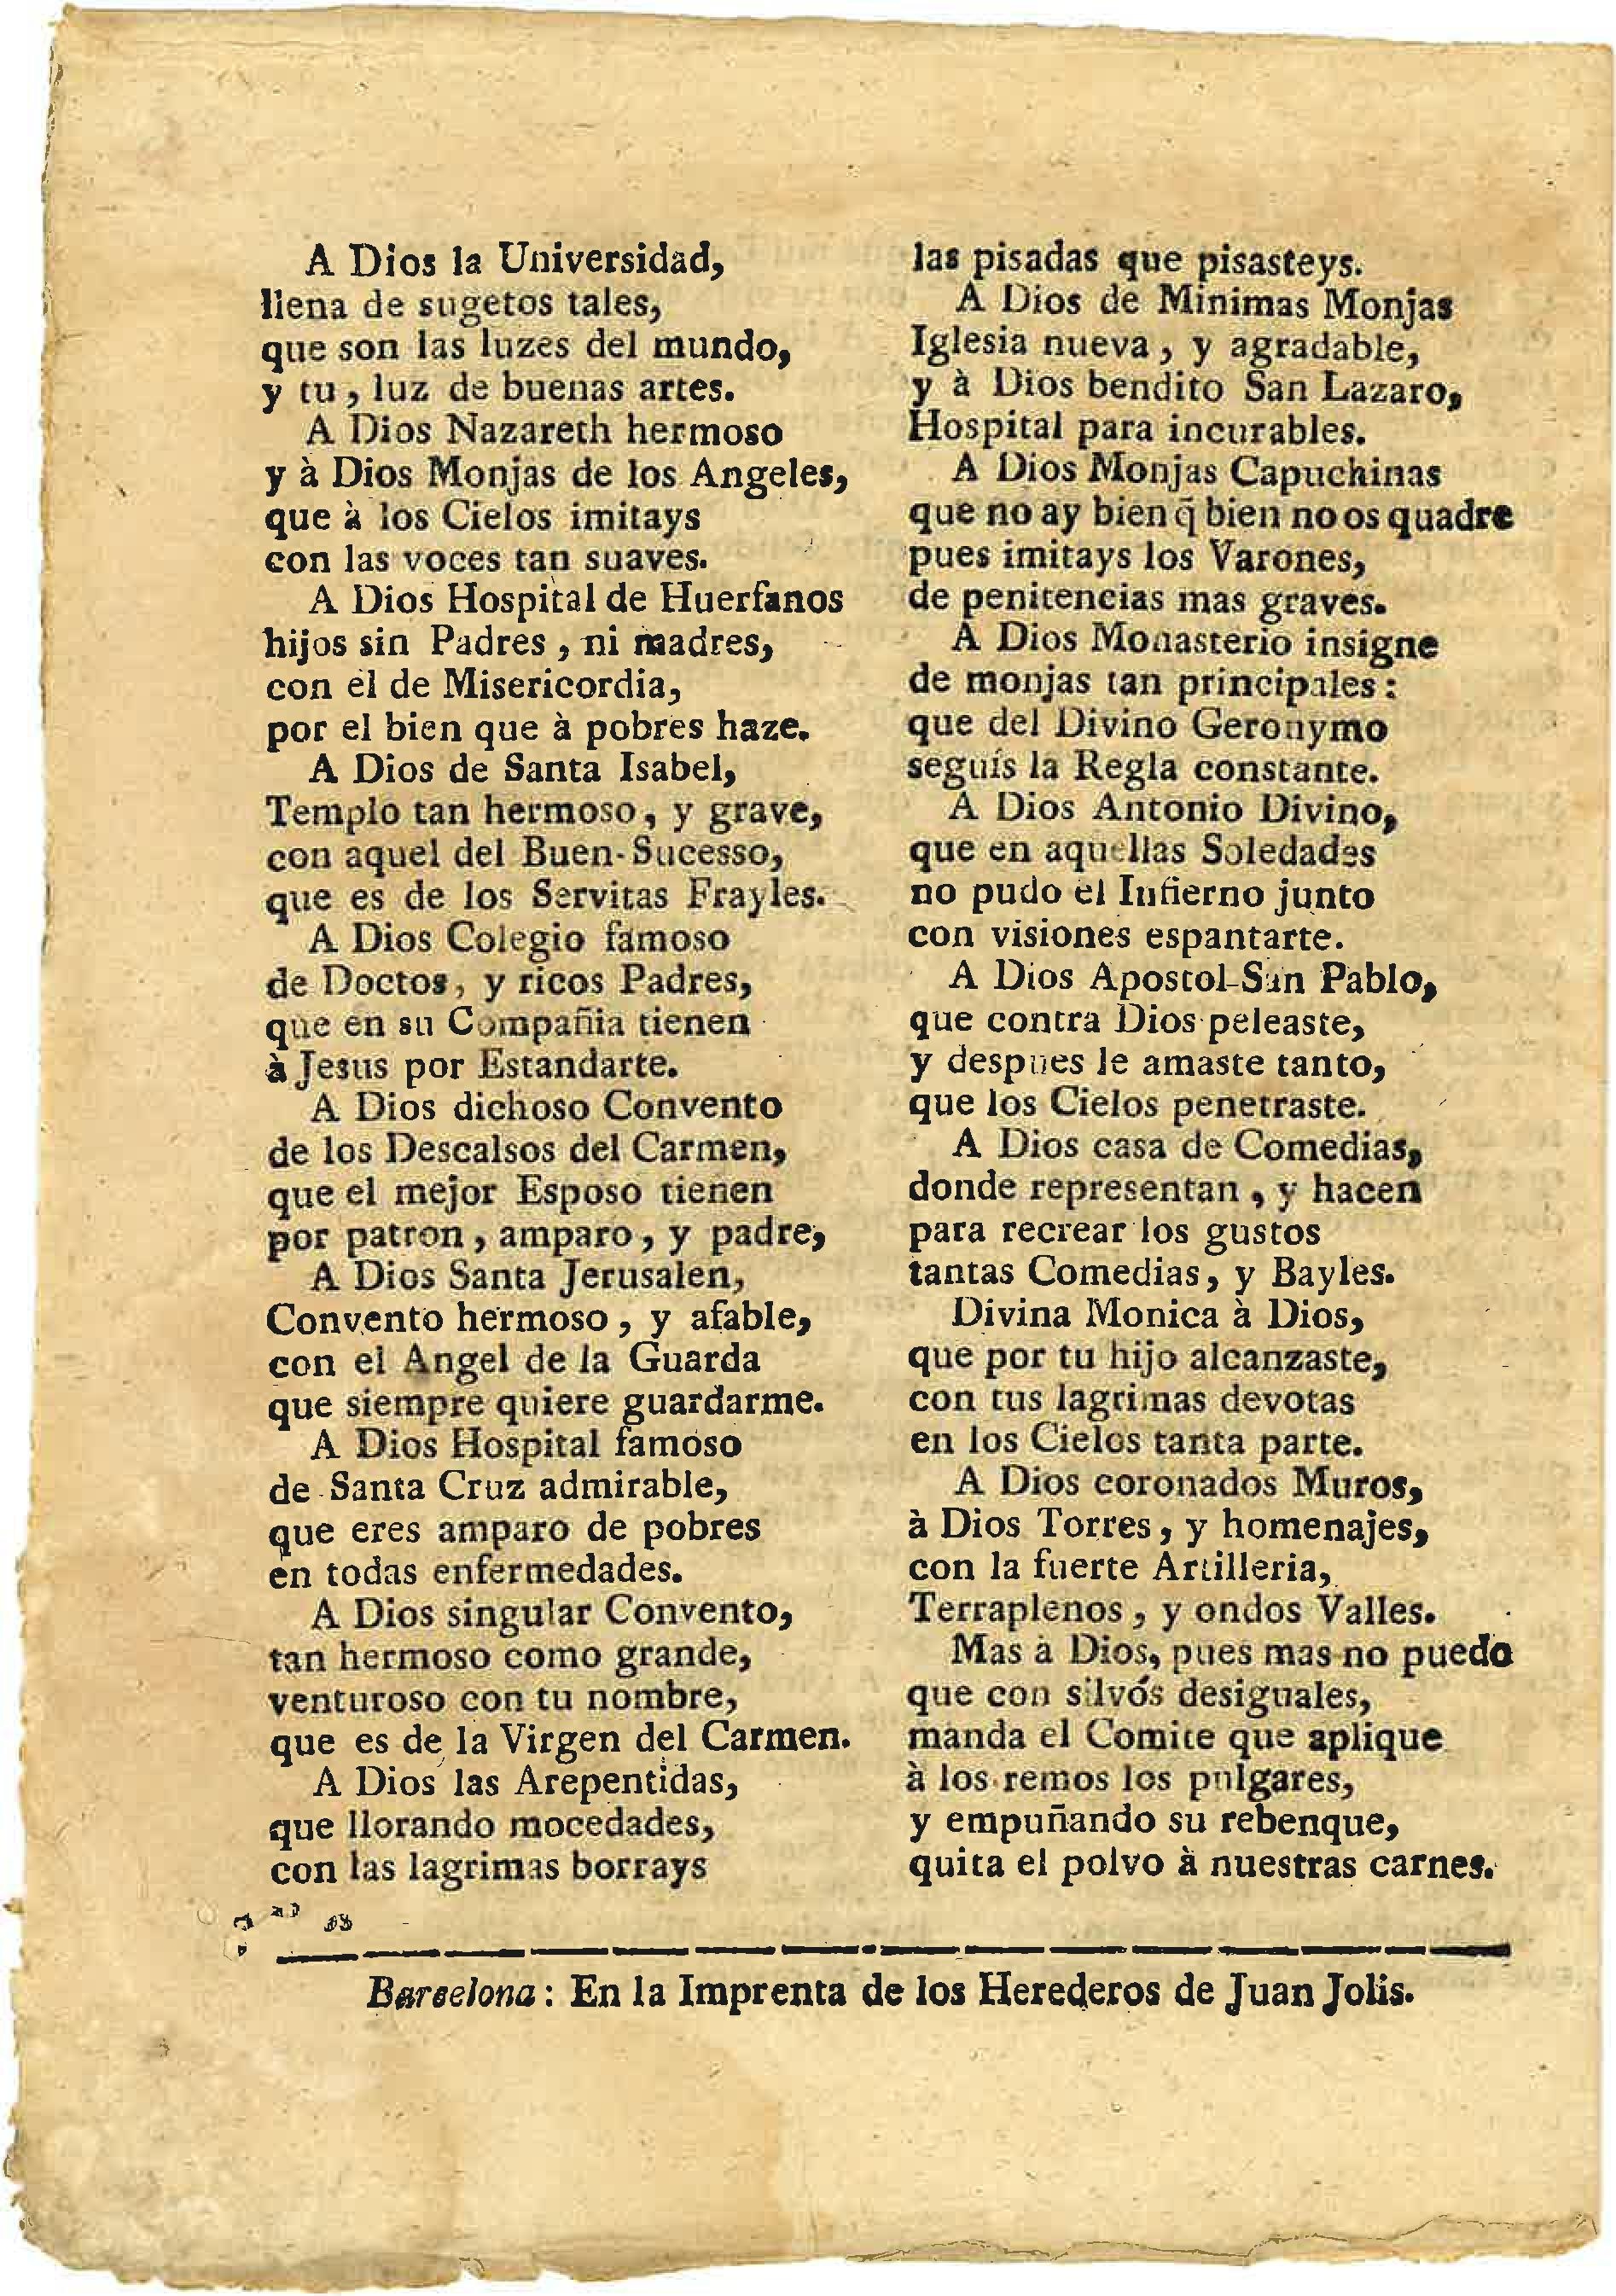 A Dios la Universidad,
llena de sugetos tales,
que son las luzes del mundo,
y tu, luz de buenas artes.
A Dios Nazareth hermoso
y à Dios Monjas de los Angeles,
que à los Cielos imitays
con las voces tan suaves.
A Dios Hospital de Huerfanos
hijos sin Padres, ni madres,
con el de Misericordia,
por el bien que à pobres haze.
A Dios de Santa Isabel,
Templo tan hermoso, y grave,
con aquel del Buen-Sucesso,
que es de los Servitas Frayles.
A Dios Colegio famoso
de Doctos, y ricos Padres,
que en su Compañia tienen
à Jesus por Estandarte.
A Dios dichoso Convento
de los Descalsos del Carmen,
que el mejor Esposo tienen
por patron, amparo, y padre,
A Dios Santa Jerusalen,
Convento hermoso, y afable,
con el Angel de la Guarda
que siempre quiere guardarme.
A Dios Hospital famoso
de Santa Cruz admirable,
que eres amparo de pobres
en todas enfermedades.
A Dios singular Convento,
tan hermoso como grande,
venturoso con tu nombre,
que es de la Virgen del Carmen.
A Dios las Arepentidas,
que llorando mocedades,
con las lagrimas borrays
las pisadas que pisasteys.
A Dios de Minimas Monjas
Iglesia nueva, y agradable,
y à Dios bendito San Lazaro,
Hospital para incurables.
A Dios Monjas Capuchinas
que no ay bien q̃ bien no os quadre
pues imitays los Varones,
de penitencias mas graves.
A Dios Monasterio insigne
de monjas tan principales:
que del Divino Geronymo
seguis la Regla constante.
A Dios Antonio Divino,
que en aquellas Soledades
no pudo el Infierno junto
con visiones espantarte.
A Dios Apostol San Pablo,
que contra Dios peleaste,
y despues le amaste tanto,
que los Cielos penetraste.
A Dios casa de Comedias,
donde representan, y hacen
para recrear los gustos
tantas Comedias, y Bayles.
Divina Monica à Dios,
que por tu hijo alcanzaste,
con tus lagrimas devotas
en los Cielos tanta parte.
A Dios coronados Muros,
à Dios Torres, y homenajes,
con la fuerte Artilleria,
Terraplenos, y ondos Valles.
Mas à Dios, pues mas no puedo
que con silvos desiguales,
manda el Comite que aplique
à los remos los pulgares,
y empuñando su rebenque,
quita el polvo à nuestras carnes.
Barcelona: En la Imprenta de los Herederos de Juan Jolis.